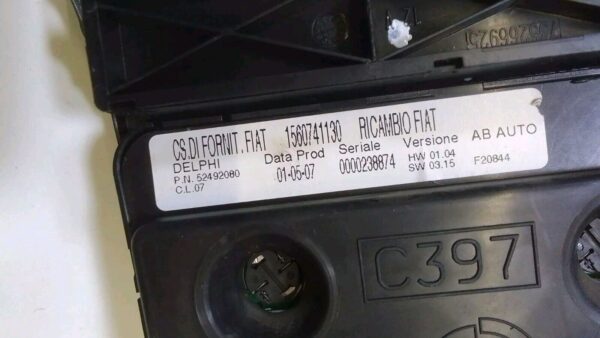 CS.DI FORNIT. FIAT 1560741130 RICAMBIO FIAT
DELPHI Data Prod Seriale Versione AB AUTO
P.N. 52492080 01-05-07 0000238874 HW 01.04 F20844
C.L.07 SW 03.15
C397